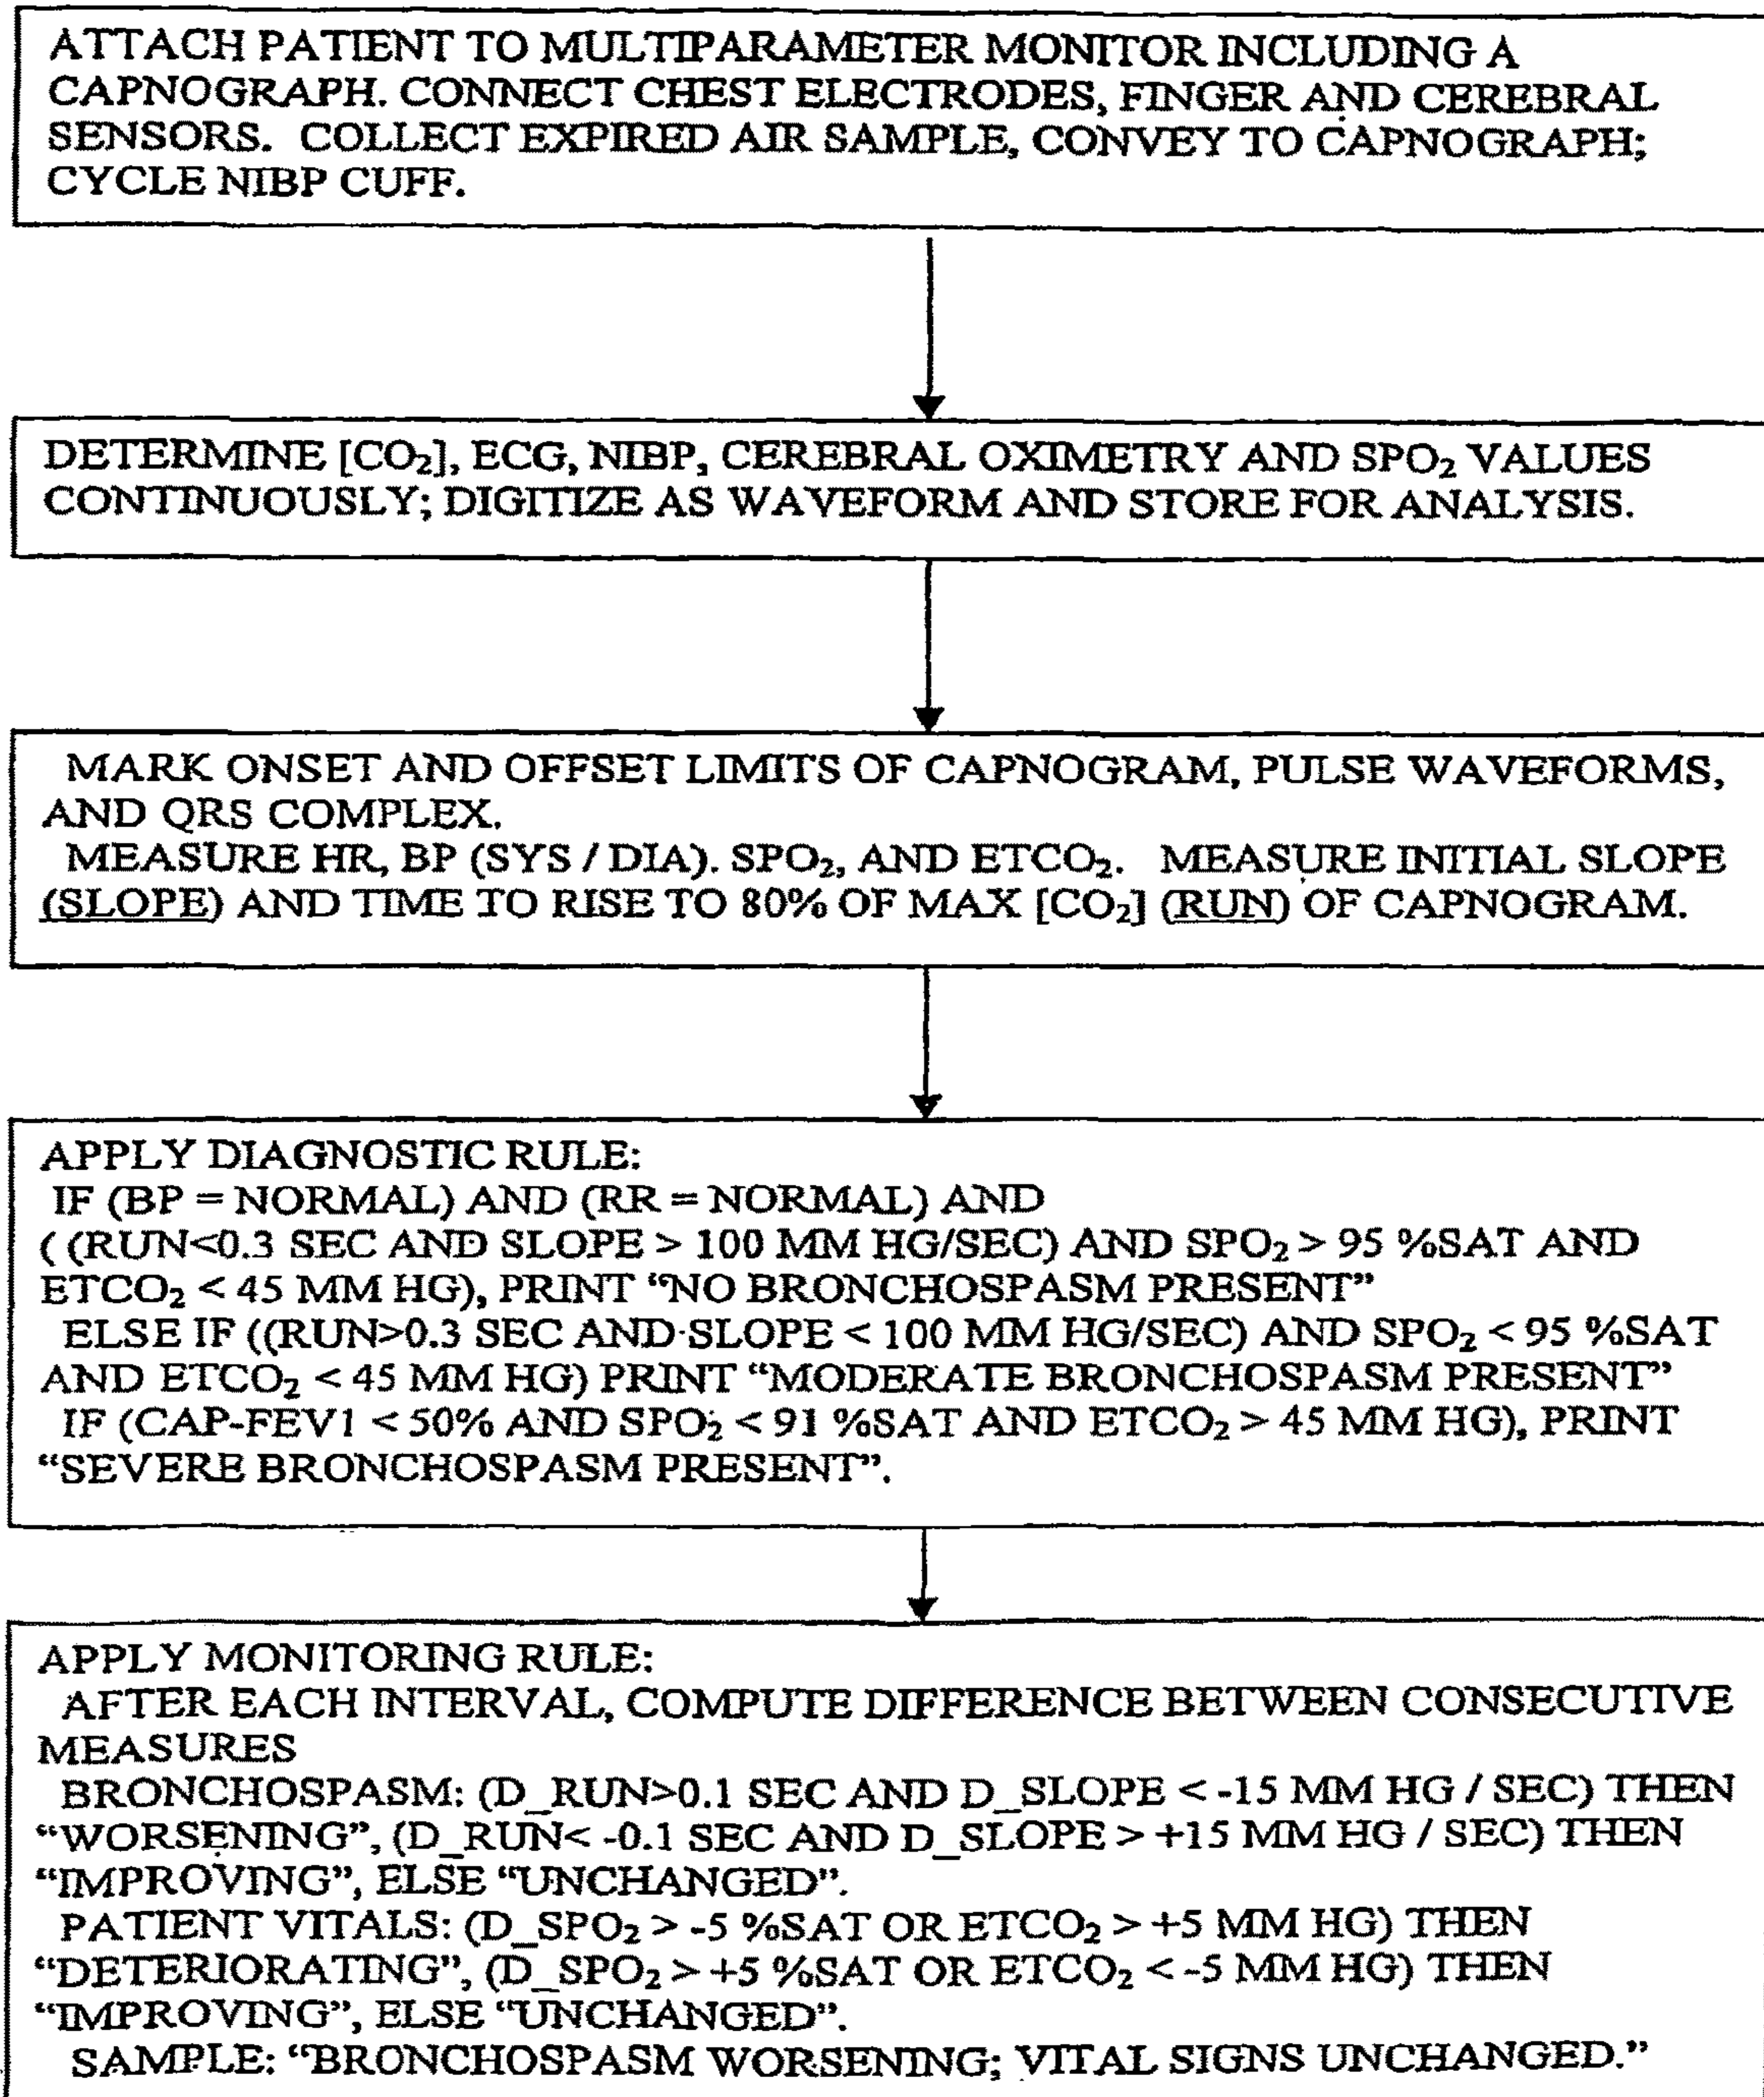 ATTACH PATIENT TO MULTIPARAMETER MONITOR INCLUDING A
CAPNOGRAPH. CONNECT CHEST ELECTRODES, FINGER AND CEREBRAL
SENSORS. COLLECT EXPIRED AIR SAMPLE, CONVEY TO CAPNOGRAPH;
CYCLE NIBP CUFF.
DETERMINE [CO₂], ECG, NIBP, CEREBRAL OXIMETRY AND SPO₂ VALUES
CONTINUOUSLY; DIGITIZE AS WAVEFORM AND STORE FOR ANALYSIS.
MARK ONSET AND OFFSET LIMITS OF CAPNOGRAM, PULSE WAVEFORMS,
AND QRS COMPLEX.
MEASURE HR, BP (SYS / DIA). SPO₂, AND ETCO₂. MEASURE INITIAL SLOPE
(SLOPE) AND TIME TO RISE TO 80% OF MAX [CO₂] (RUN) OF CAPNOGRAM.
APPLY DIAGNOSTIC RULE:
IF (BP = NORMAL) AND (RR = NORMAL) AND
( (RUN<0.3 SEC AND SLOPE > 100 MM HG/SEC) AND SPO₂ > 95 %SAT AND
ETCO₂ < 45 MM HG), PRINT “NO BRONCHOSPASM PRESENT”
ELSE IF ((RUN>0.3 SEC AND SLOPE < 100 MM HG/SEC) AND SPO₂ < 95 %SAT
AND ETCO₂ < 45 MM HG) PRINT “MODERATE BRONCHOSPASM PRESENT”
IF (CAP-FEV1 < 50% AND SPO₂ < 91 %SAT AND ETCO₂ > 45 MM HG), PRINT
“SEVERE BRONCHOSPASM PRESENT”.
APPLY MONITORING RULE:
AFTER EACH INTERVAL, COMPUTE DIFFERENCE BETWEEN CONSECUTIVE
MEASURES
BRONCHOSPASM: (D_RUN>0.1 SEC AND D_SLOPE < -15 MM HG / SEC) THEN
“WORSENING”, (D_RUN< -0.1 SEC AND D_SLOPE > +15 MM HG / SEC) THEN
“IMPROVING”, ELSE “UNCHANGED”.
PATIENT VITALS: (D_SPO₂ > -5 %SAT OR ETCO₂ > +5 MM HG) THEN
“DETERIORATING”, (D_SPO₂ > +5 %SAT OR ETCO₂ < -5 MM HG) THEN
“IMPROVING”, ELSE “UNCHANGED”.
SAMPLE: “BRONCHOSPASM WORSENING; VITAL SIGNS UNCHANGED.”